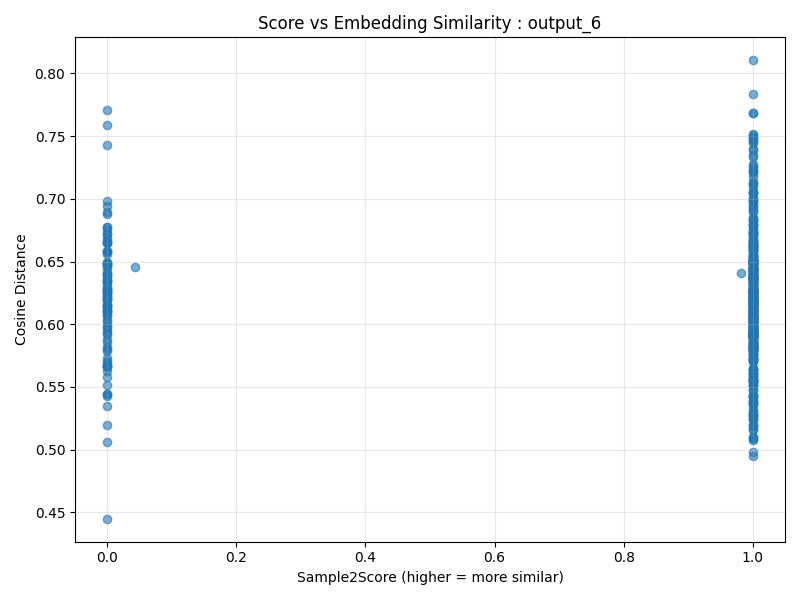 Score vs Embedding Similarity : output_6
Cosine Distance
0.80
0.75
0.70
0.65
0.60
0.55
0.50
0.45
0.0 0.2 0.4 0.6 0.8 1.0
Sample2Score (higher = more similar)